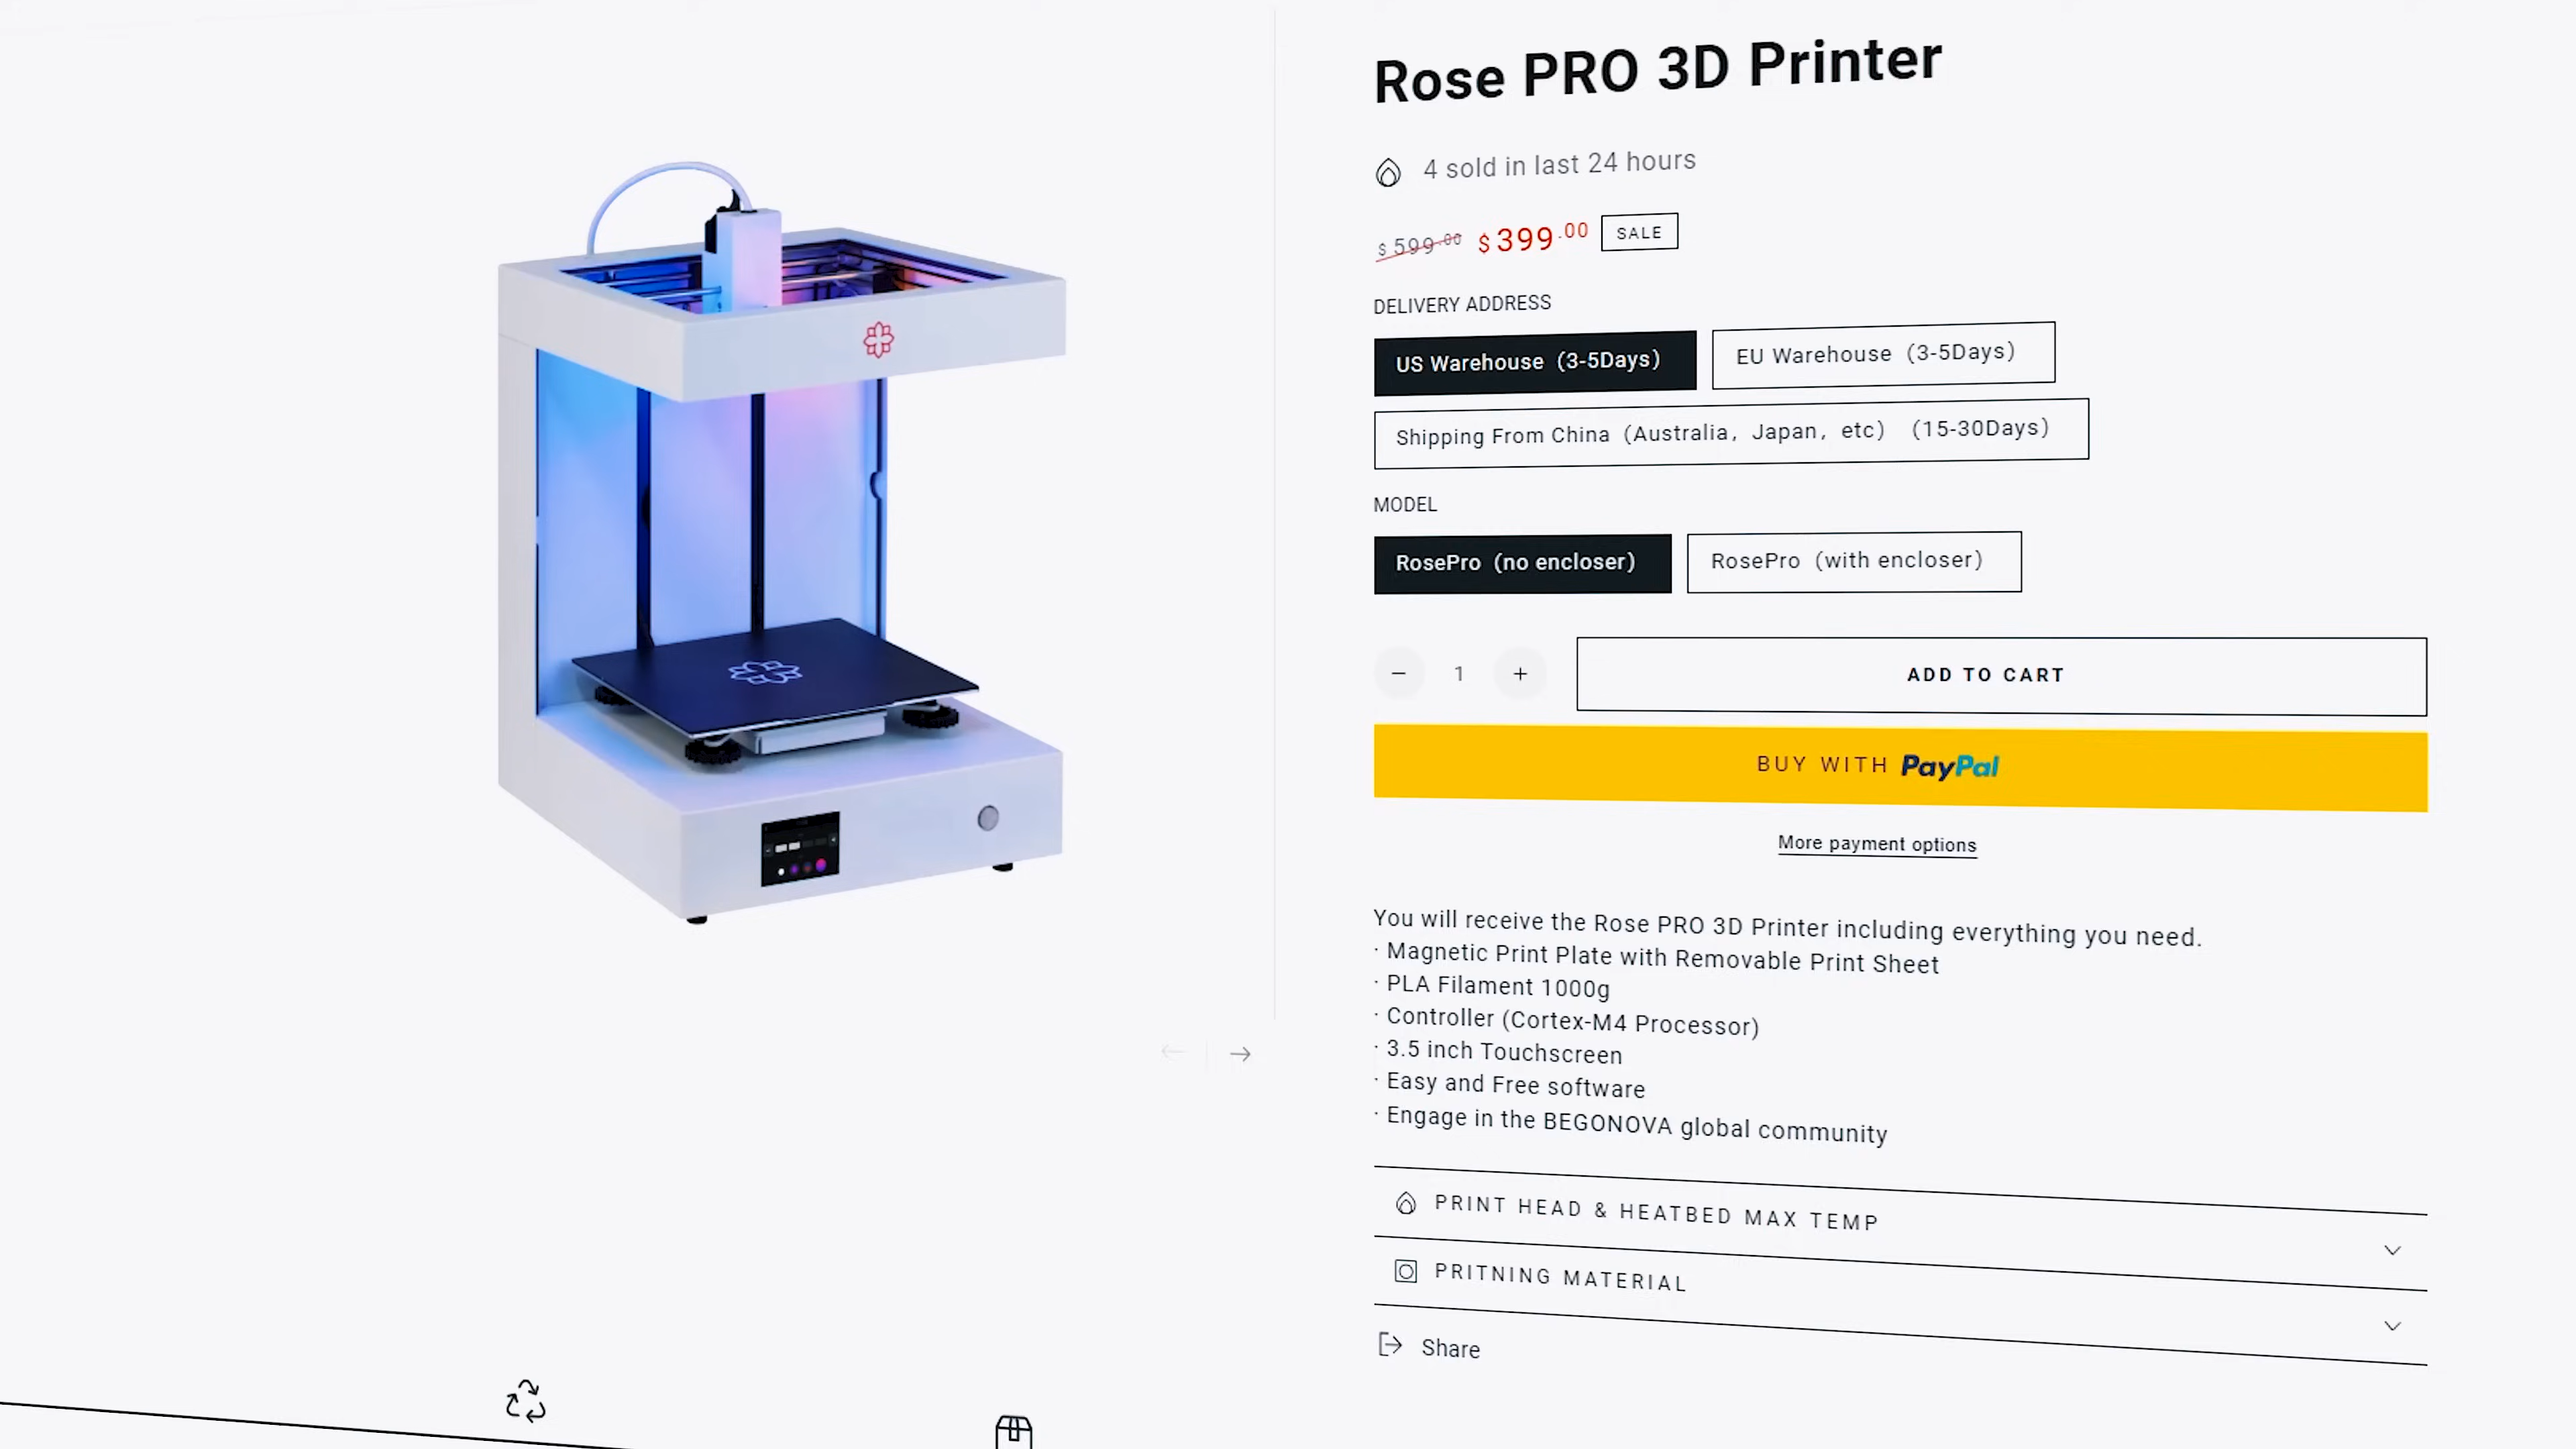 Rose PRO 3D Printer
4 sold in last 24 hours
$599.00 $399.00 SALE
DELIVERY ADDRESS
US Warehouse (3-5Days) EU Warehouse (3-5Days)
Shipping From China (Australia, Japan, etc) (15-30Days)
MODEL
RosePro (no encloser) RosePro (with encloser)
− 1 + ADD TO CART
BUY WITH PayPal
More payment options
You will receive the Rose PRO 3D Printer including everything you need.
· Magnetic Print Plate with Removable Print Sheet
· PLA Filament 1000g
· Controller (Cortex-M4 Processor)
· 3.5 inch Touchscreen
· Easy and Free software
· Engage in the BEGONOVA global community
PRINT HEAD & HEATBED MAX TEMP
PRITNING MATERIAL
Share